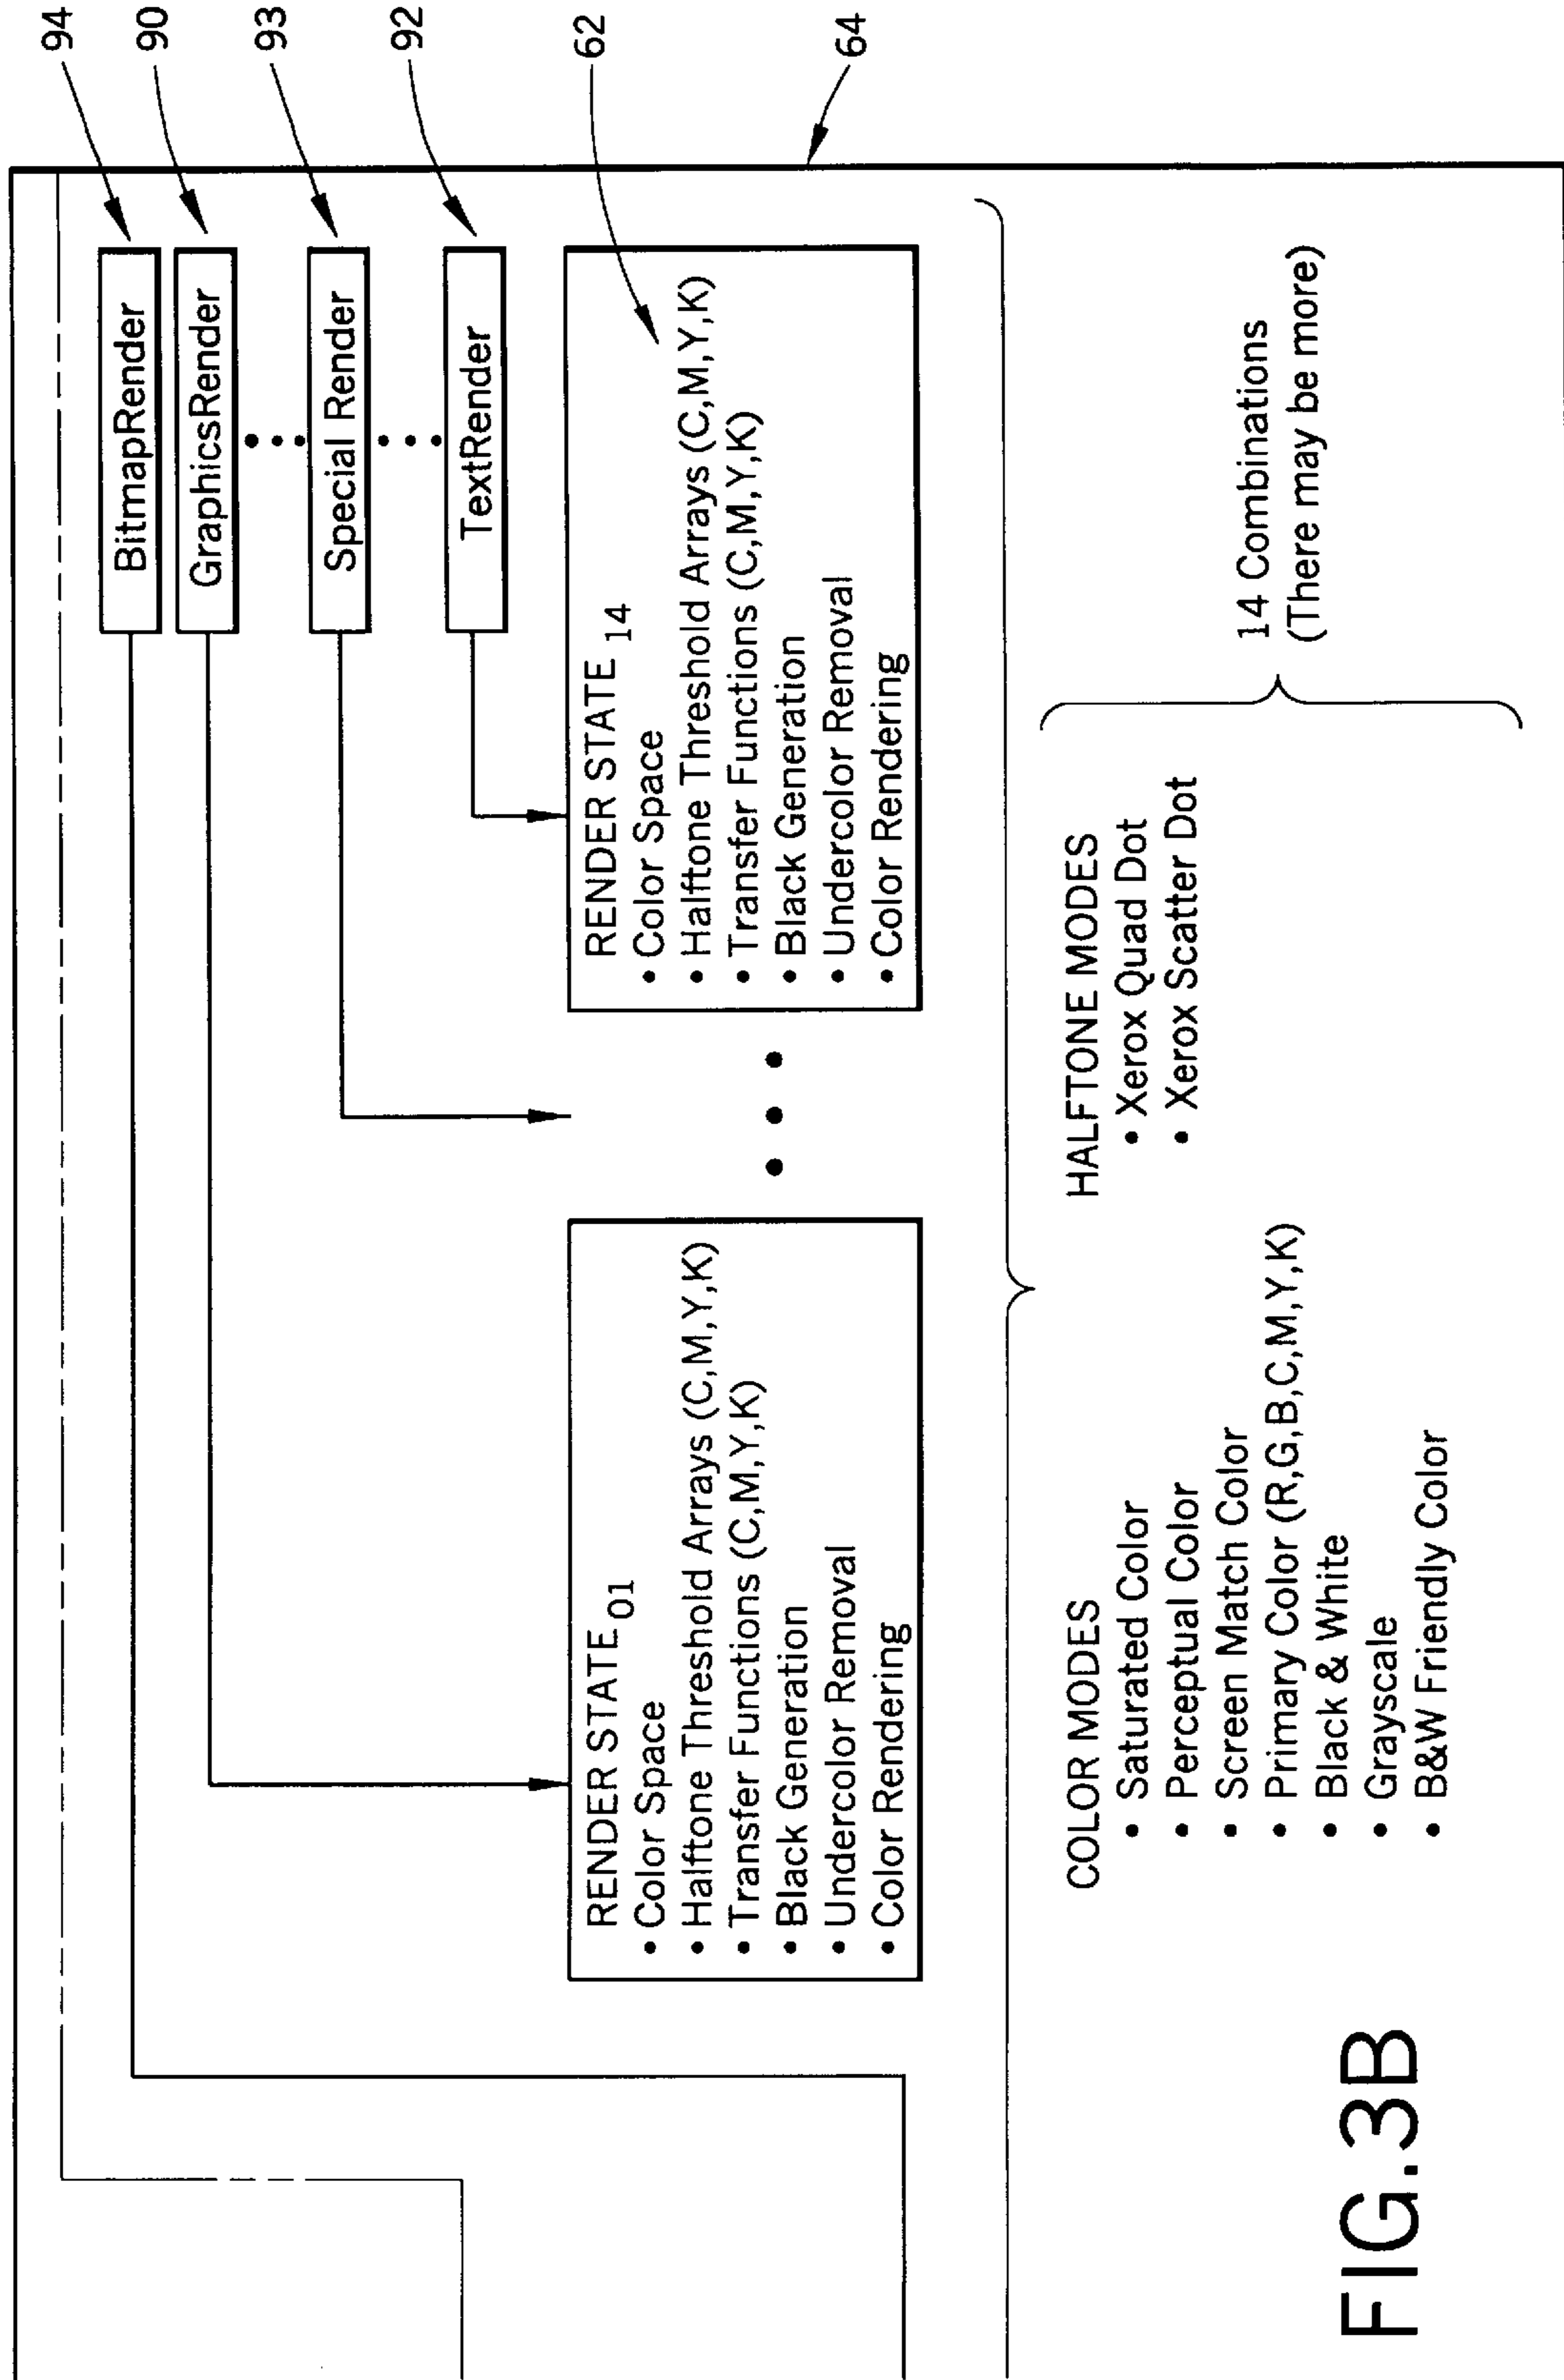 94
90
93
92
62
64
BitmapRender
GraphicsRender
Special Render
TextRender
RENDER STATE 01
• Color Space
• Halftone Threshold Arrays (C,M,Y,K)
• Transfer Functions (C,M,Y,K)
• Black Generation
• Undercolor Removal
• Color Rendering
RENDER STATE 14
• Color Space
• Halftone Threshold Arrays (C,M,Y,K)
• Transfer Functions (C,M,Y,K)
• Black Generation
• Undercolor Removal
• Color Rendering
COLOR MODES
• Saturated Color
• Perceptual Color
• Screen Match Color
• Primary Color (R,G,B,C,M,Y,K)
• Black & White
• Grayscale
• B&W Friendly Color
HALFTONE MODES
• Xerox Quad Dot
• Xerox Scatter Dot
14 Combinations
(There may be more)
FIG.3B